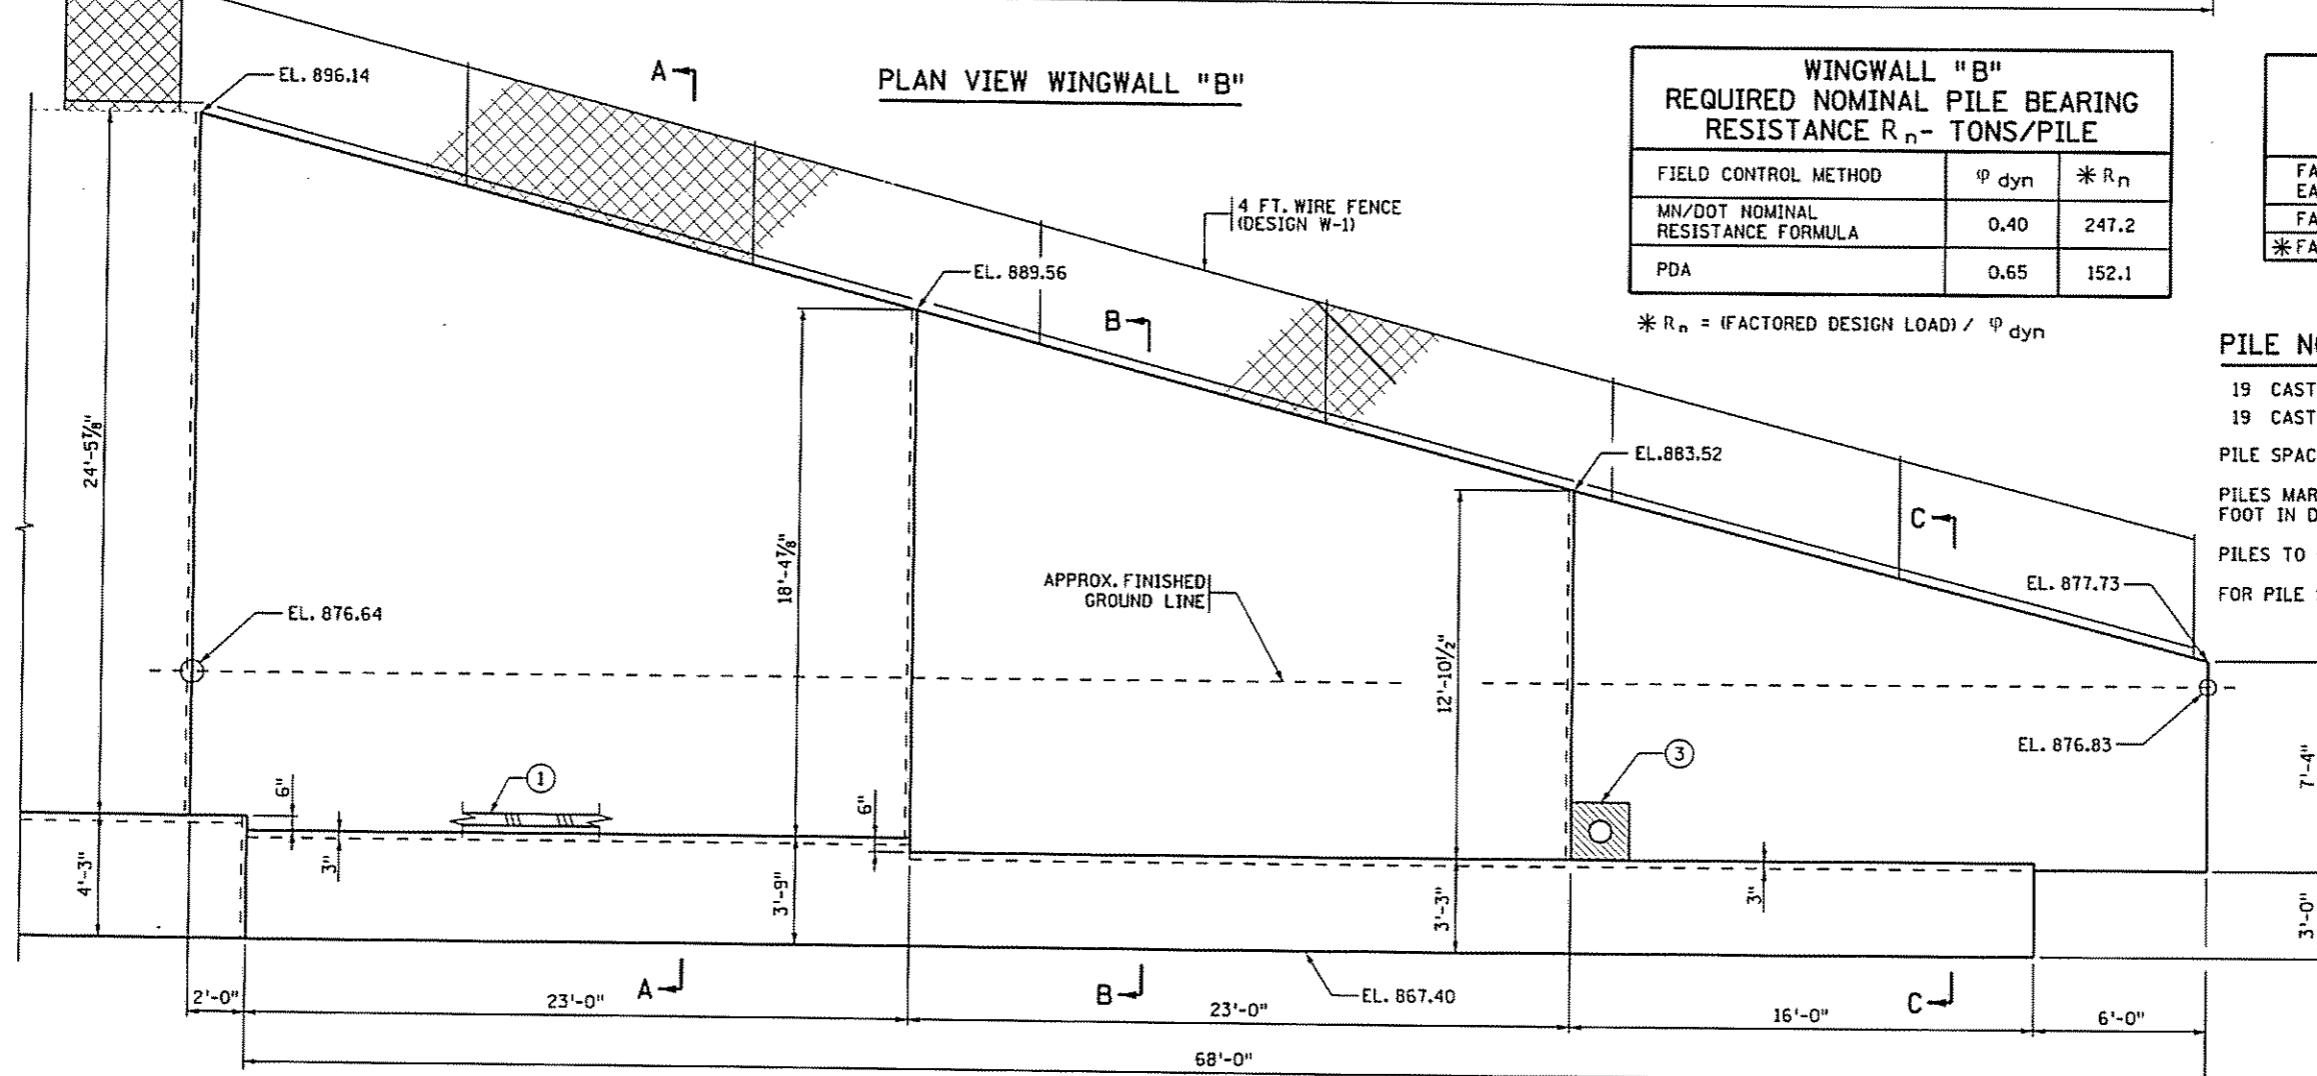 PLAN VIEW WINGWALL "B"
A
EL. 896.14
WINGWALL "B"
REQUIRED NOMINAL PILE BEARING
RESISTANCE Rn- TONS/PILE
FIELD CONTROL METHOD φ dyn * Rn
MN/DOT NOMINAL
RESISTANCE FORMULA 0.40 247.2
PDA 0.65 152.1
* Rn = (FACTORED DESIGN LOAD) / φ dyn
FA
EA
FA
* FA
4 FT. WIRE FENCE
(DESIGN W-1)
EL. 889.56
B
PILE N
19 CAST
19 CAST
PILE SPAC
PILES MAR
FOOT IN D
PILES TO
FOR PILE
EL.883.52
C
24'-5⅞"
18'-4⅞"
12'-10½"
APPROX. FINISHED
GROUND LINE
EL. 877.73
EL. 876.64
EL. 876.83
7'-4"
1
3
6"
3"
6"
3"
4'-3"
3'-9"
3'-3"
3'-0"
A
B
C
EL. 867.40
2'-0"
23'-0"
23'-0"
16'-0"
6'-0"
68'-0"